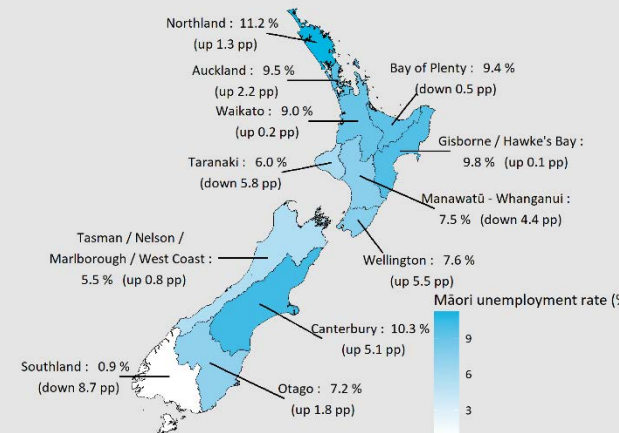 Northland : 11.2 %
(up 1.3 pp)
Auckland : 9.5 %
(up 2.2 pp)
Bay of Plenty : 9.4 %
(down 0.5 pp)
Waikato : 9.0 %
(up 0.2 pp)
Gisborne / Hawke's Bay :
9.8 % (up 0.1 pp)
Taranaki : 6.0 %
(down 5.8 pp)
Manawatū - Whanganui :
7.5 % (down 4.4 pp)
Tasman / Nelson /
Marlborough / West Coast :
5.5 % (up 0.8 pp)
Wellington : 7.6 %
(up 5.5 pp)
Māori unemployment rate (%
9
6
3
Canterbury : 10.3 %
(up 5.1 pp)
Southland : 0.9 %
(down 8.7 pp)
Otago : 7.2 %
(up 1.8 pp)